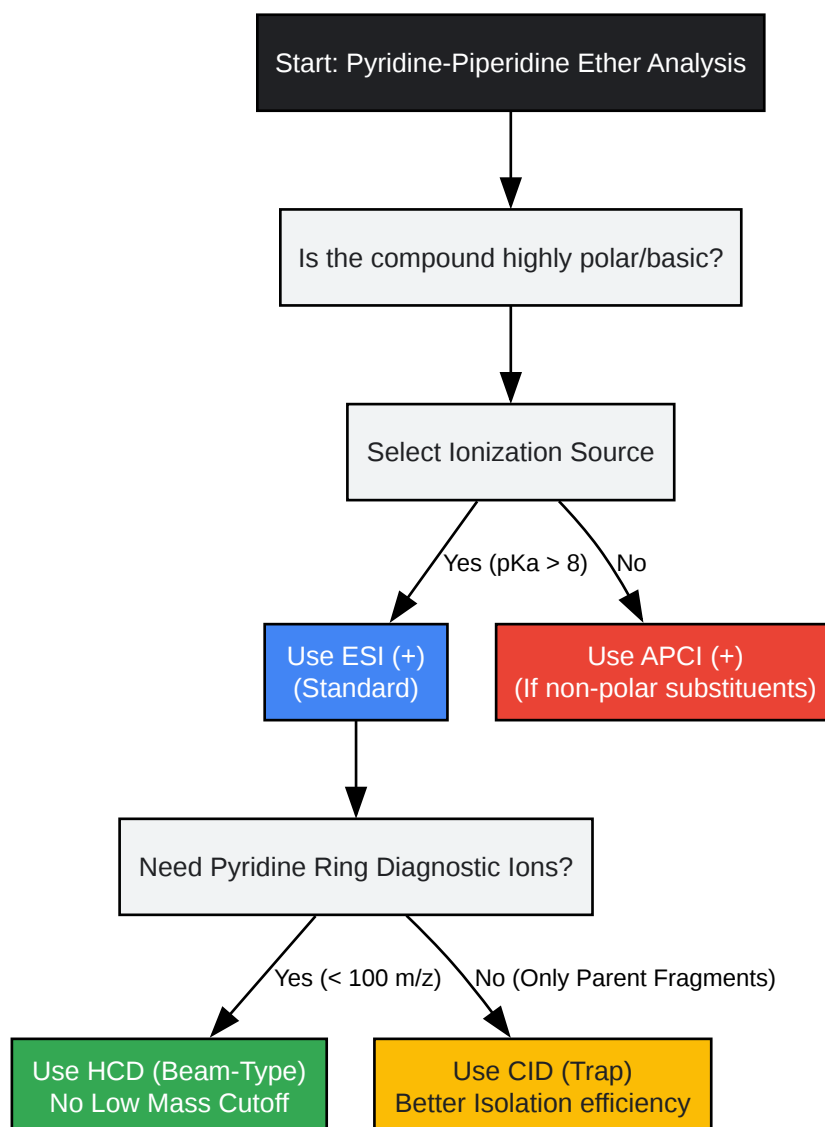 Start: Pyridine-Piperidine Ether Analysis
Is the compound highly polar/basic?
Select Ionization Source
Yes (pKa > 8)
No
Use ESI (+)
(Standard)
Use APCI (+)
(If non-polar substituents)
Need Pyridine Ring Diagnostic Ions?
Yes (< 100 m/z)
No (Only Parent Fragments)
Use HCD (Beam-Type)
No Low Mass Cutoff
Use CID (Trap)
Better Isolation efficiency